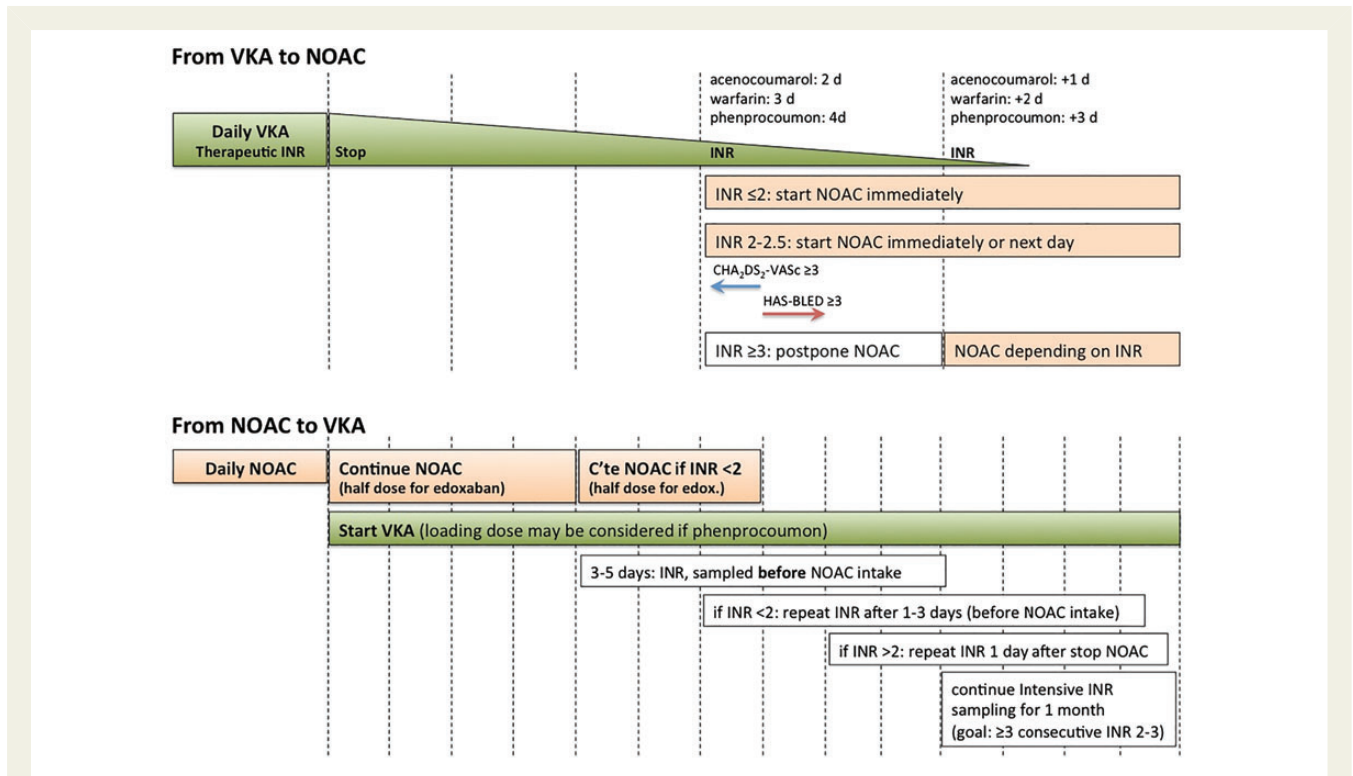 From VKA to NOAC
acenocoumarol: 2 d
warfarin: 3 d
phenprocoumon: 4d
acenocoumarol: +1 d
warfarin: +2 d
phenprocoumon: +3 d
Daily VKA
Therapeutic INR
Stop
INR
INR
INR ≤2: start NOAC immediately
INR 2-2.5: start NOAC immediately or next day
CHA₂DS₂-VASc ≥3
HAS-BLED ≥3
INR ≥3: postpone NOAC
NOAC depending on INR
From NOAC to VKA
Daily NOAC
Continue NOAC
(half dose for edoxaban)
C'te NOAC if INR <2
(half dose for edox.)
Start VKA (loading dose may be considered if phenprocoumon)
3-5 days: INR, sampled before NOAC intake
if INR <2: repeat INR after 1-3 days (before NOAC intake)
if INR >2: repeat INR 1 day after stop NOAC
continue Intensive INR
sampling for 1 month
(goal: ≥3 consecutive INR 2-3)